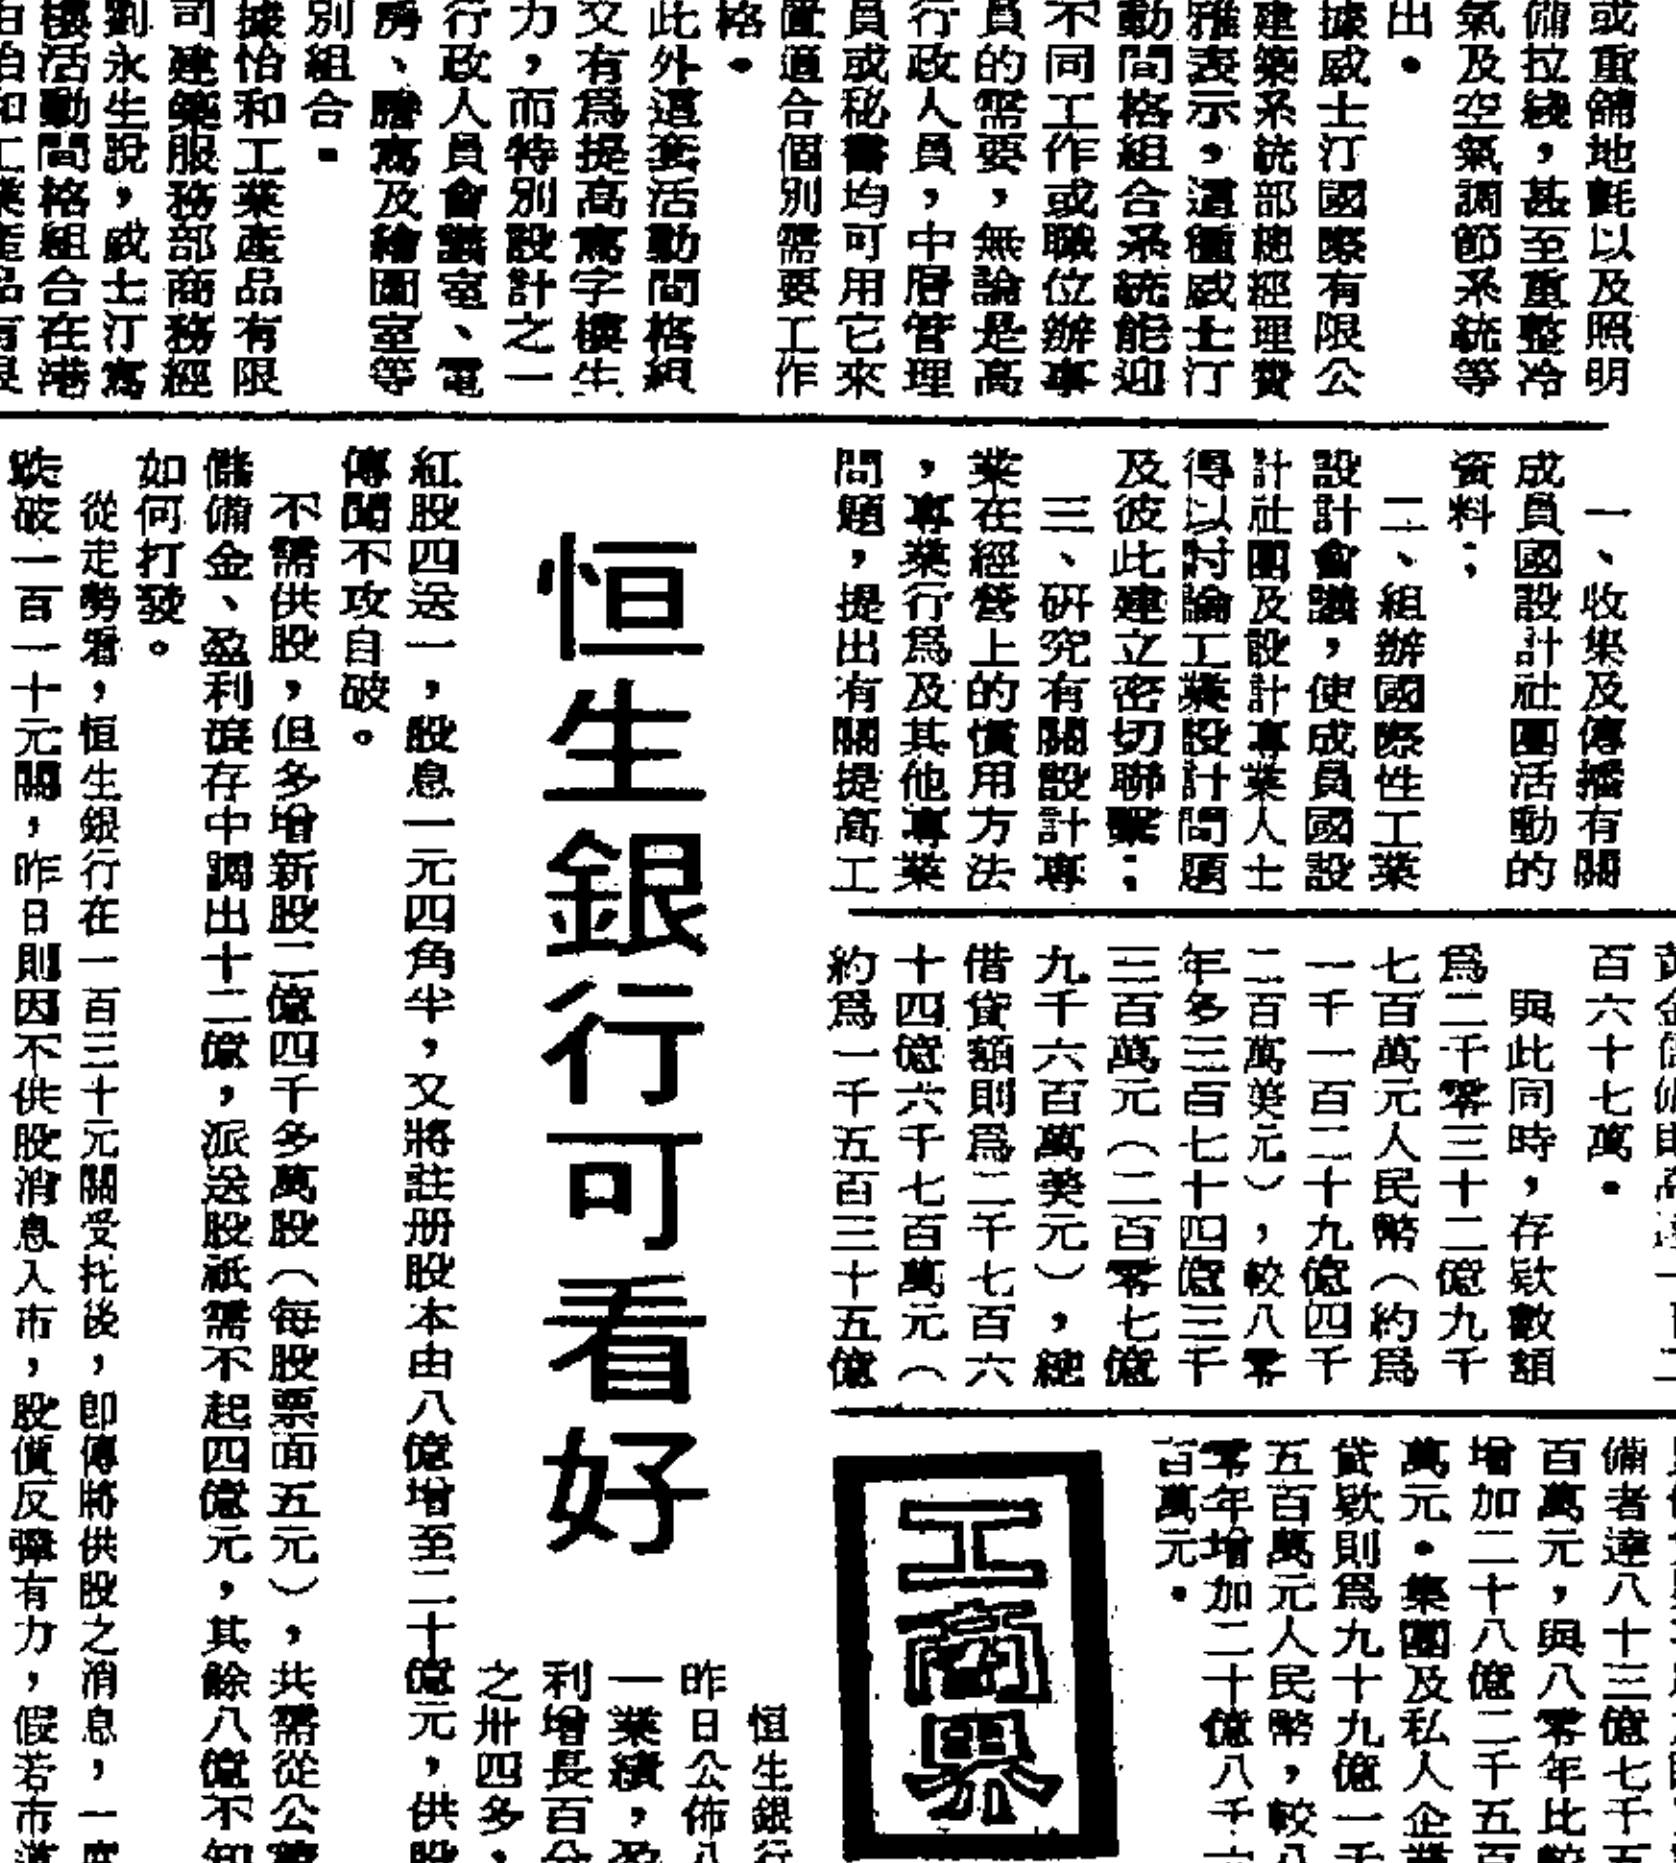 或重鋪地氈以及照明
備拉綫，甚至重整冷
氣及空氣調節系統等
出。
據威士汀國際有限公
建築系統部總經理費
雅表示，這種威士汀
動間格組合系統能迎
不同工作或職位辦事
員的需要，無論是高
行政人員，中層管理
員或秘書均可用它來
置適合個別需要工作
格。
此外這套活動間格組
又有爲提高寫字樓生
力，而特別設計之一
行政人員會議室、電
房、謄寫及繪圖室等
別組合。
據怡和工業產品有限
司建築服務部商務經
劉永生說，威士汀寫
樓活動間格組合在港
由怡和工業產品有限
一、收集及傳播有關
成員國設計社團活動的
資料；
二、組辦國際性工業
設計會議，使成員國設
計社團及設計專業人士
得以討論工業設計問題
及彼此建立密切聯繫；
三、研究有關設計專
業在經營上的慣用方法
，專業行爲及其他專業
問題，提出有關提高工
恒生銀行可看好
恒生銀行
昨日公佈八
一業績，盈
利增長百分
之卅四多，
紅股四送一，股息一元四角半，又將註册股本由八億增至二十億元，供股
傳聞不攻自破。
不需供股，但多增新股二億四千多萬股（每股票面五元），共需從公積
儲備金、盈利滾存中調出十二億，派送股祇需不起四億元，其餘八億不知
如何打發。
從走勢看，恒生銀行在一百三十元關受托後，即傳將供股之消息，一度
跌破一百一十元關，昨日則因不供股消息入市，股價反彈有力，假若市道
百六十七萬。
與此同時，存欵數額
爲二千零三十二億九千
七百萬元人民幣（約爲
一千一百二十九億四千
二百萬美元），較八零
年多三百七十四億三千
三百萬元（二百零七億
九千六百萬美元），總
借貸額則爲二千七百六
十四億六千七百萬元（
約爲一千五百三十五億
備者達八十三億七千五
百萬元，與八零年比較
增加二十八億二千五百
萬元。集團及私人企業
貸欵則爲九十九億一千
五百萬元人民幣，較八
零年增加二十億八千
百萬元。
工商界